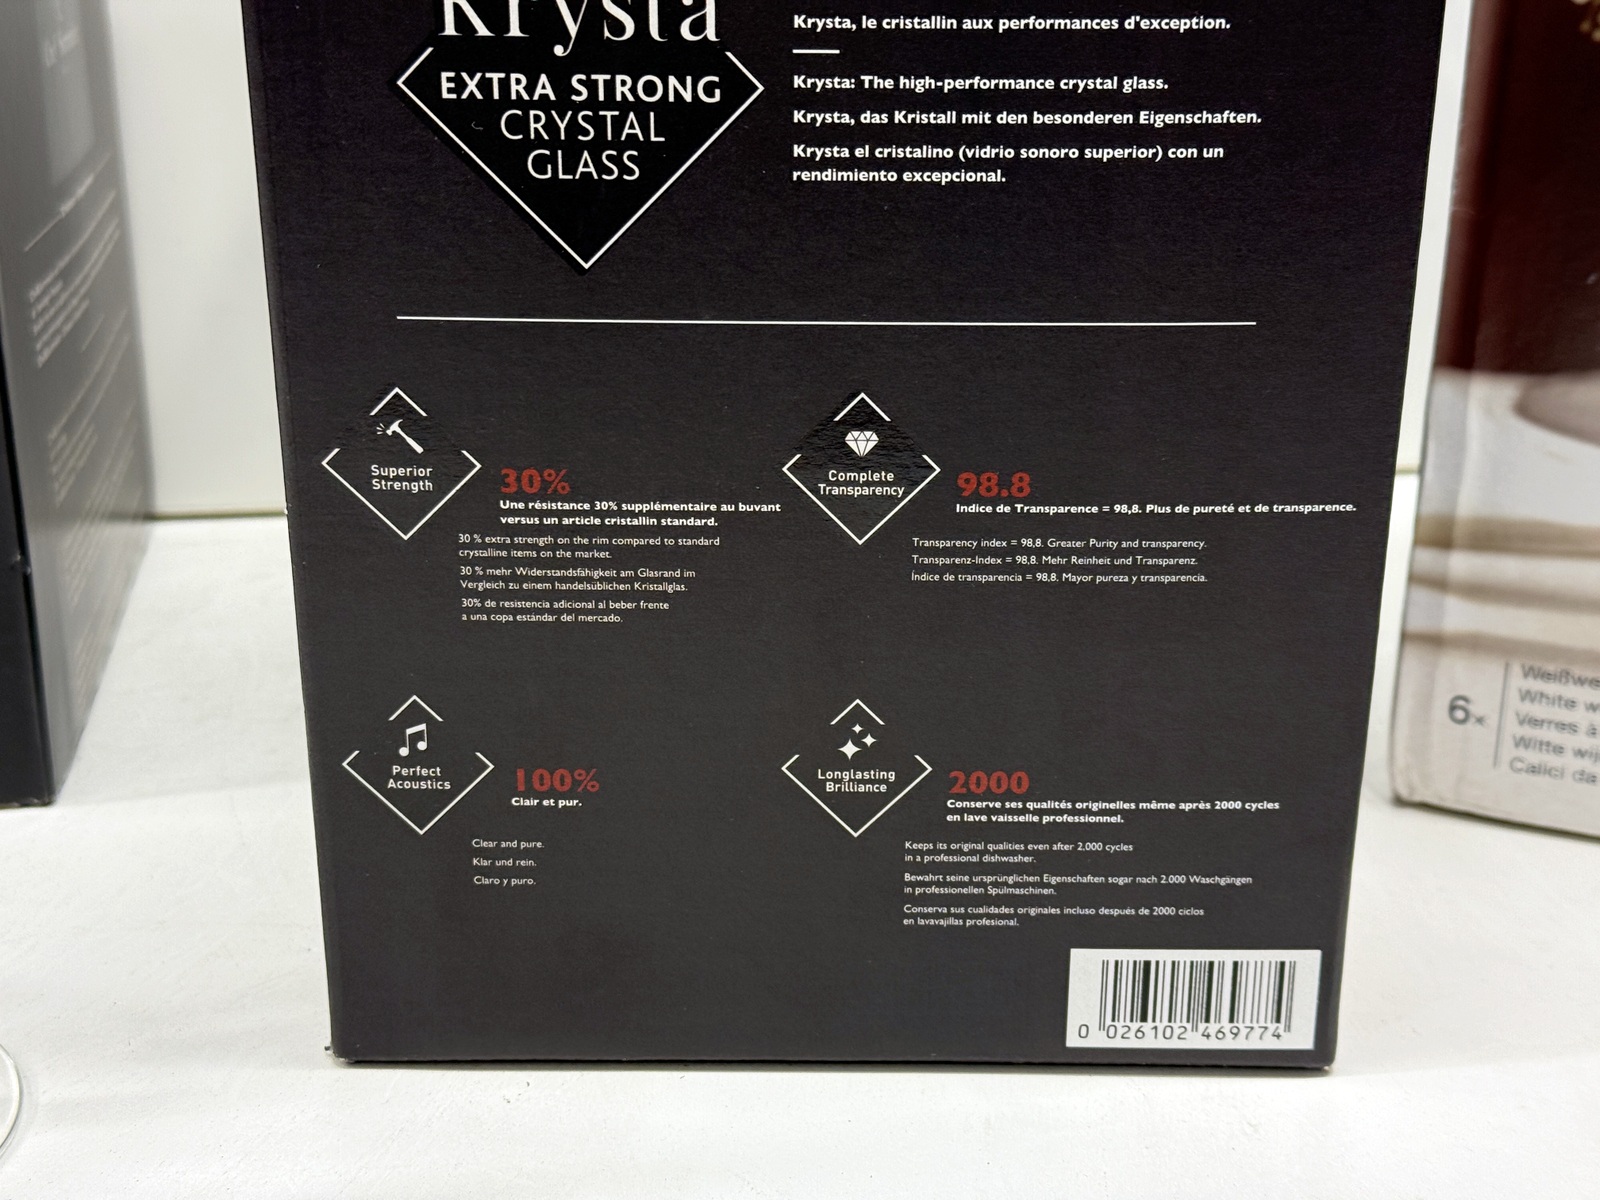 Krysta
EXTRA STRONG
CRYSTAL
GLASS
Krysta, le cristallin aux performances d'exception.
Krysta: The high-performance crystal glass.
Krysta, das Kristall mit den besonderen Eigenschaften.
Krysta el cristalino (vidrio sonoro superior) con un
rendimiento excepcional.
Superior
Strength
30%
Une résistance 30% supplémentaire au buvant
versus un article cristallin standard.
30 % extra strength on the rim compared to standard
crystalline items on the market.
30 % mehr Widerstandsfähigkeit am Glasrand im
Vergleich zu einem handelsüblichen Kristallglas.
30% de resistencia adicional al beber frente
a una copa estándar del mercado.
Complete
Transparency
98.8
Indice de Transparence = 98,8. Plus de pureté et de transparence.
Transparency index = 98,8. Greater Purity and transparency.
Transparenz-Index = 98,8. Mehr Reinheit und Transparenz.
Índice de transparencia = 98,8. Mayor pureza y transparencia.
Perfect
Acoustics
100%
Clair et pur.
Clear and pure.
Klar und rein.
Claro y puro.
Longlasting
Brilliance
2000
Conserve ses qualités originelles même après 2000 cycles
en lave vaisselle professionnel.
Keeps its original qualities even after 2,000 cycles
in a professional dishwasher.
Bewahrt seine ursprünglichen Eigenschaften sogar nach 2.000 Waschgängen
in professionellen Spülmaschinen.
Conserva sus cualidades originales incluso después de 2000 ciclos
en lavavajillas profesional.
0 026102 469774
6x
Weißwe
White w
Verres à
Witte wij
Calici da